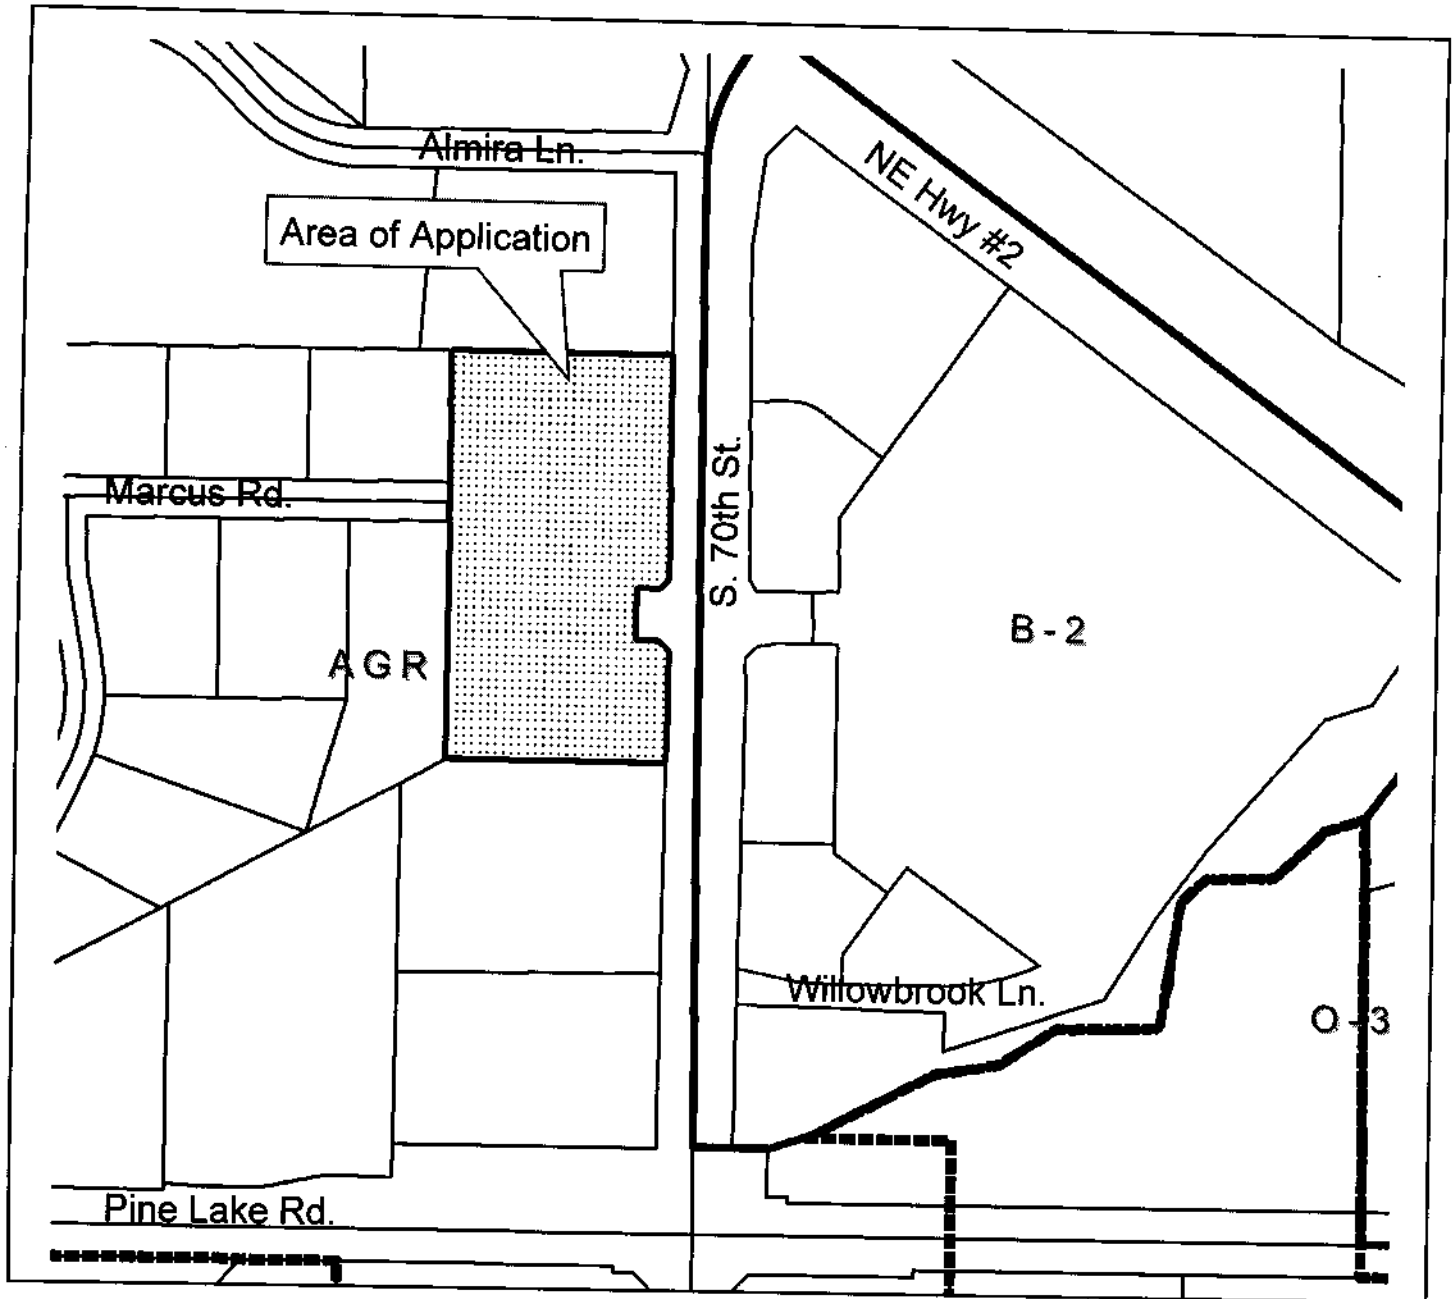 Almira Ln.
NE Hwy #2
Area of Application
Marcus Rd.
S. 70th St.
B - 2
A G R
Willowbrook Ln.
O - 3
Pine Lake Rd.